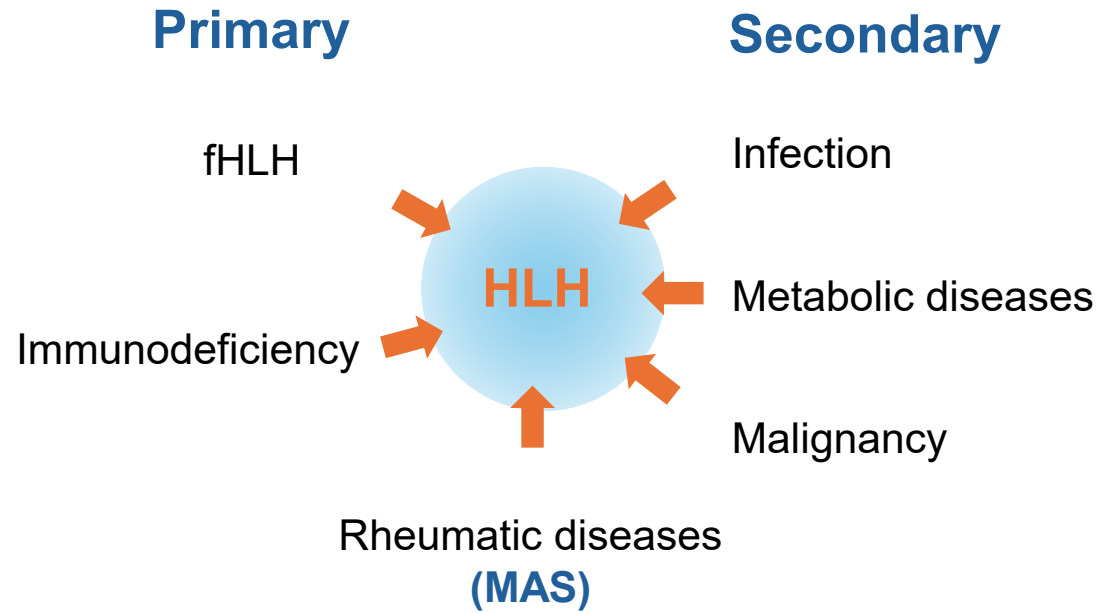 Primary
Secondary
fHLH
Infection
HLH
Metabolic diseases
Immunodeficiency
Malignancy
Rheumatic diseases
(MAS)